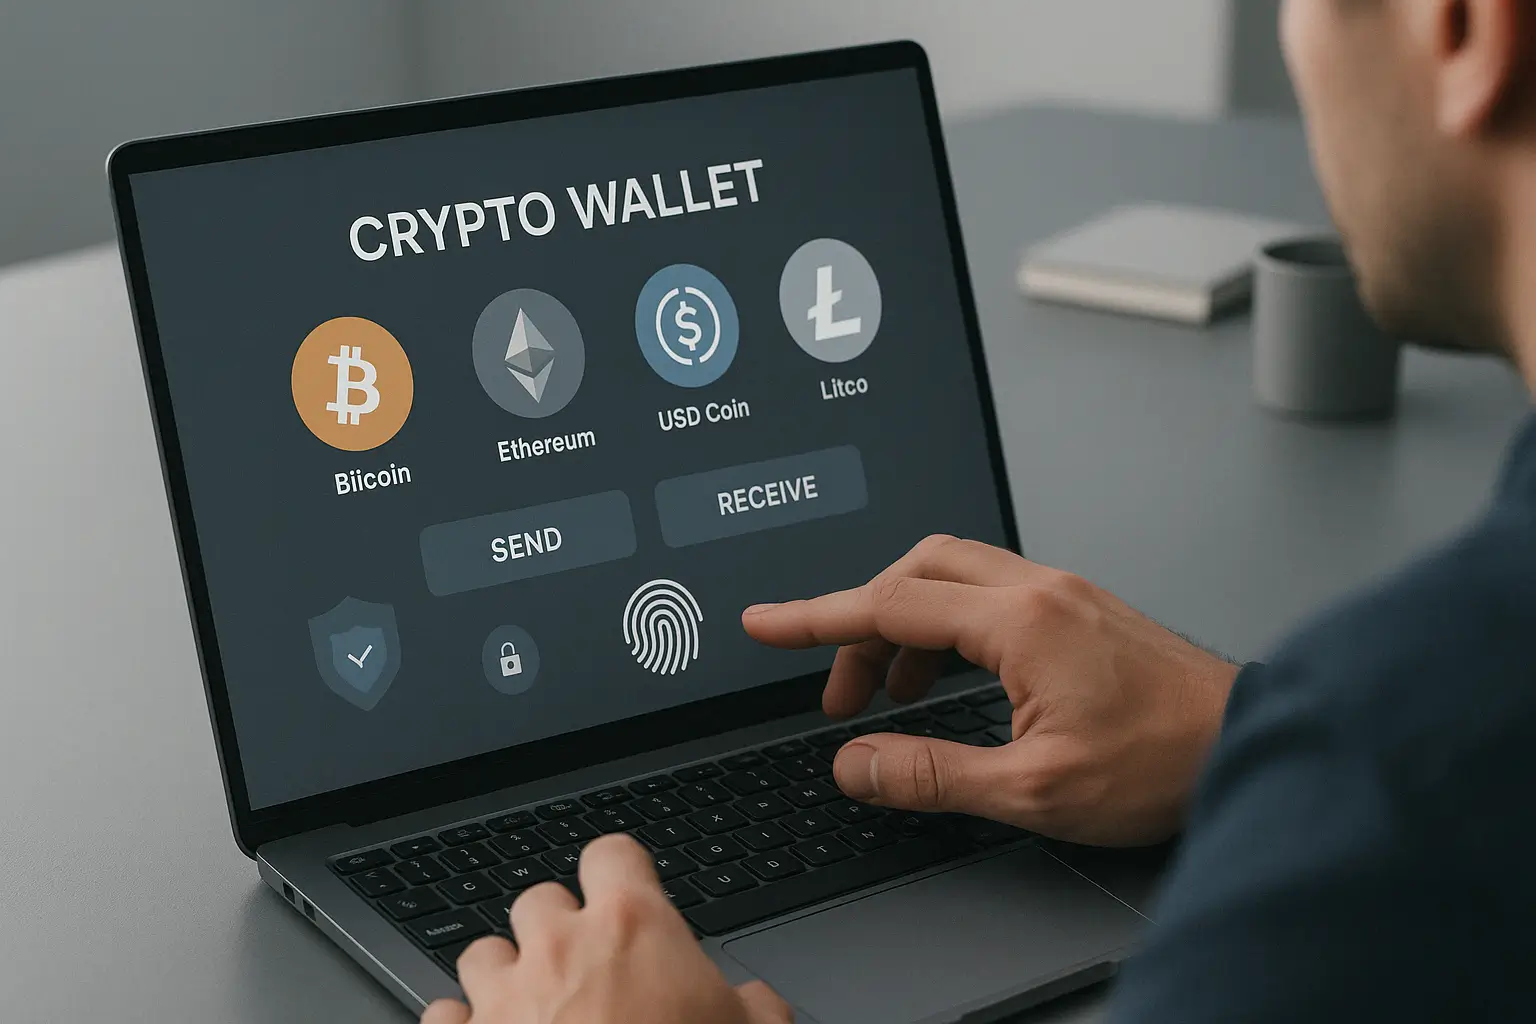 CRYPTO WALLET
Biicoin
Ethereum
USD Coin
Litco
SEND
RECEIVE